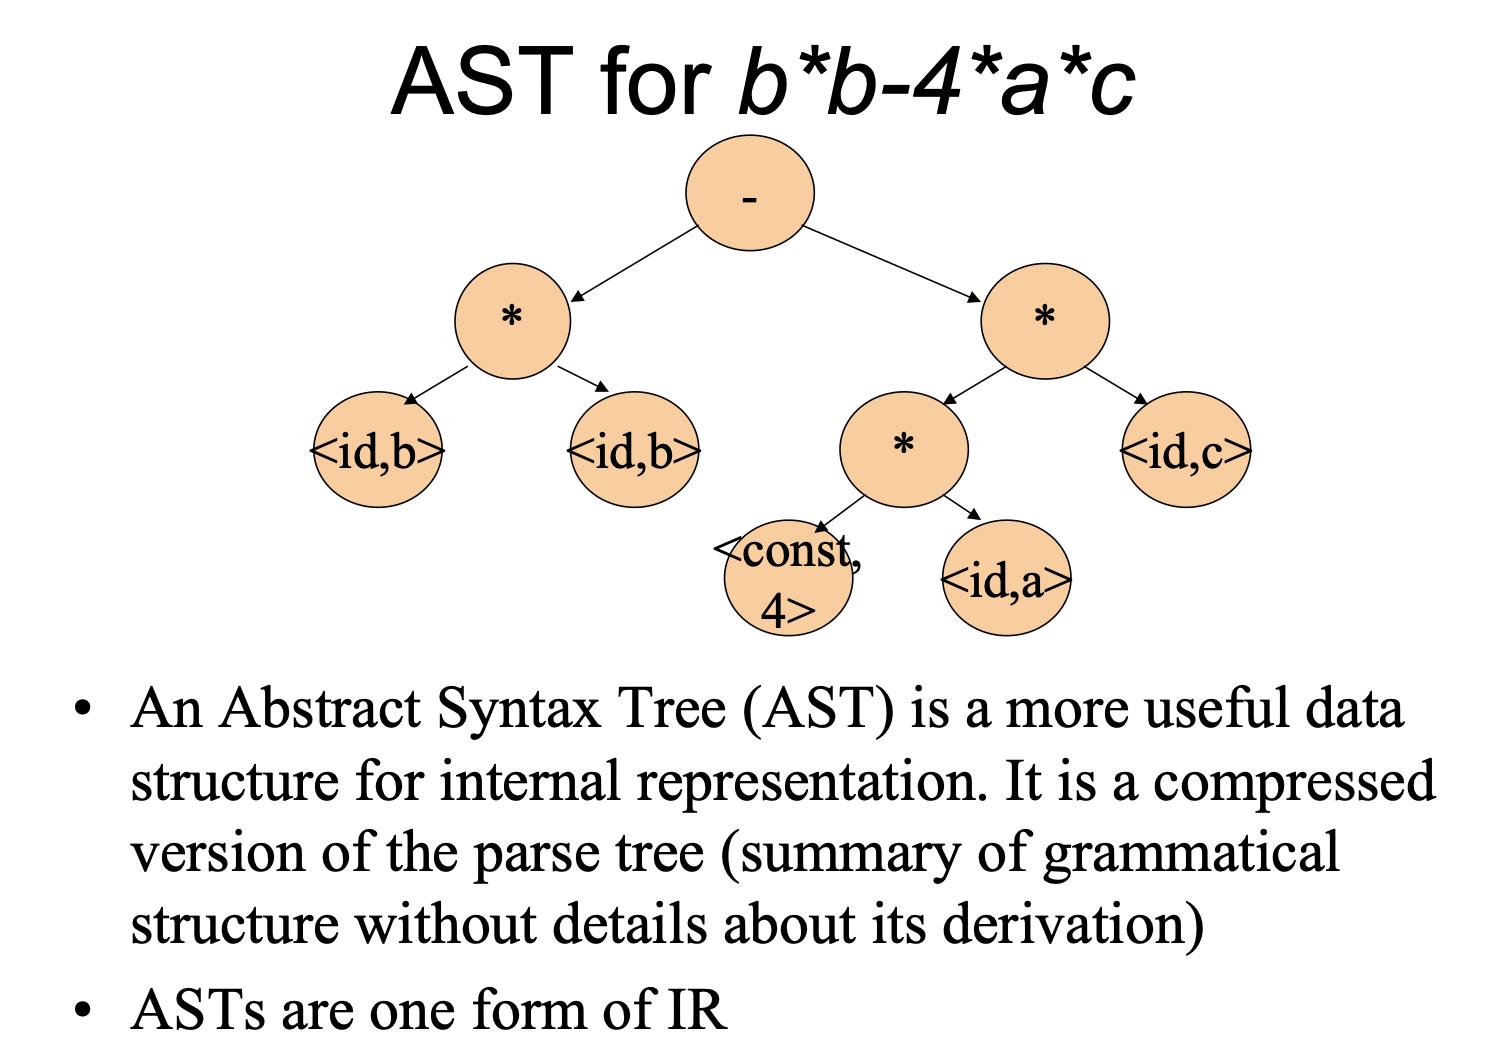 AST for b*b-4*a*c
-
*
*
<id,b>
<id,b>
*
<id,c>
<const,
4>
<id,a>
• An Abstract Syntax Tree (AST) is a more useful data
structure for internal representation. It is a compressed
version of the parse tree (summary of grammatical
structure without details about its derivation)
• ASTs are one form of IR